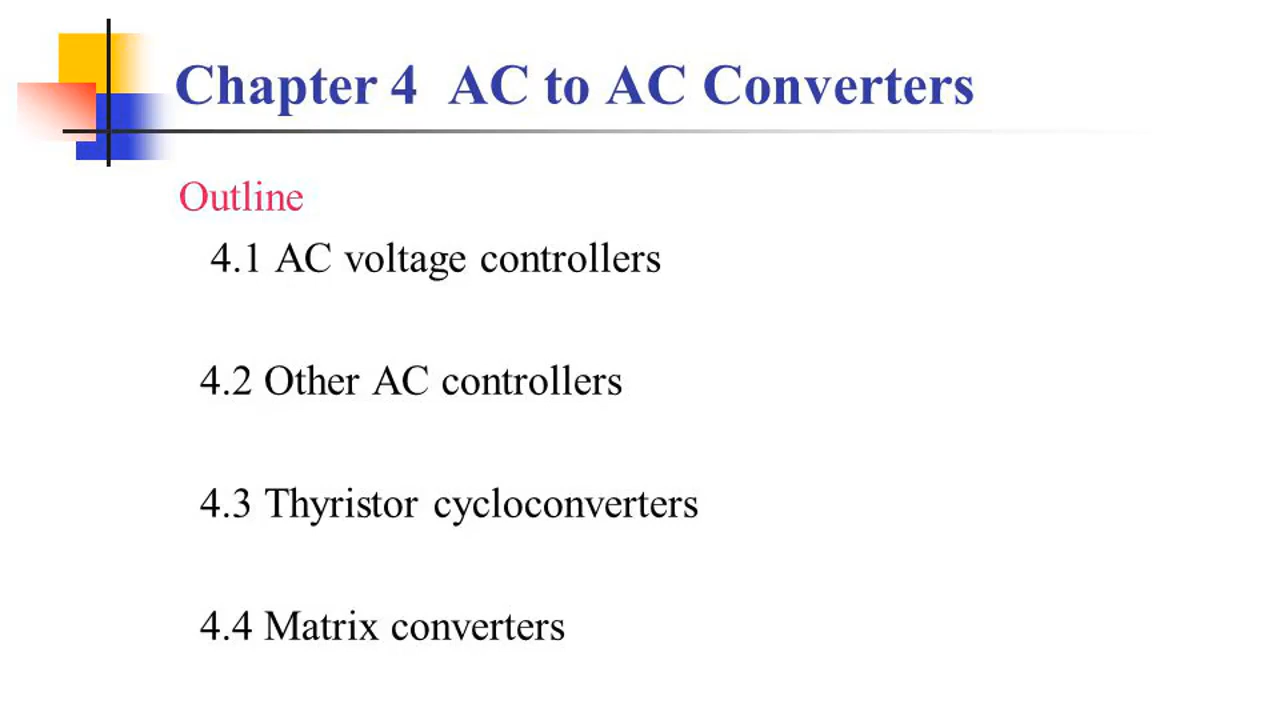 Chapter 4 AC to AC Converters
Outline
4.1 AC voltage controllers
4.2 Other AC controllers
4.3 Thyristor cycloconverters
4.4 Matrix converters